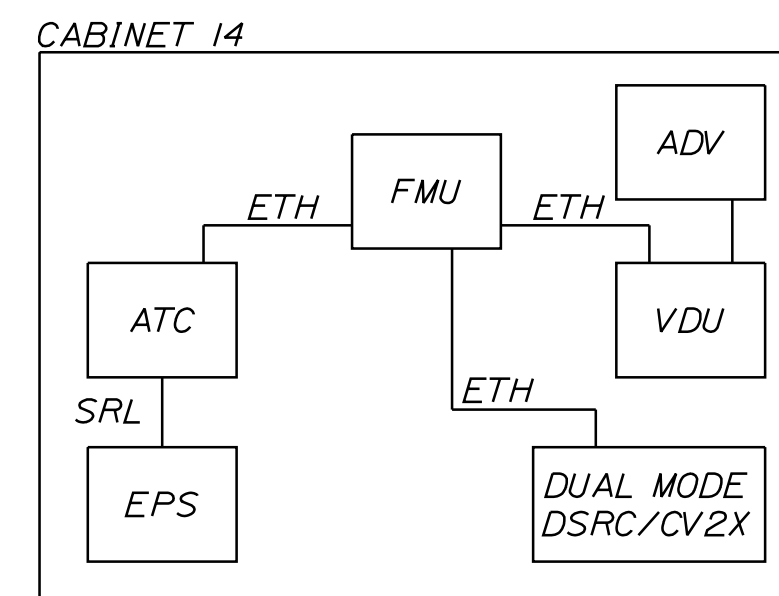 CABINET 14
ADV
FMU
ETH
ETH
ATC
VDU
ETH
SRL
EPS
DUAL MODE
DSRC/CV2X